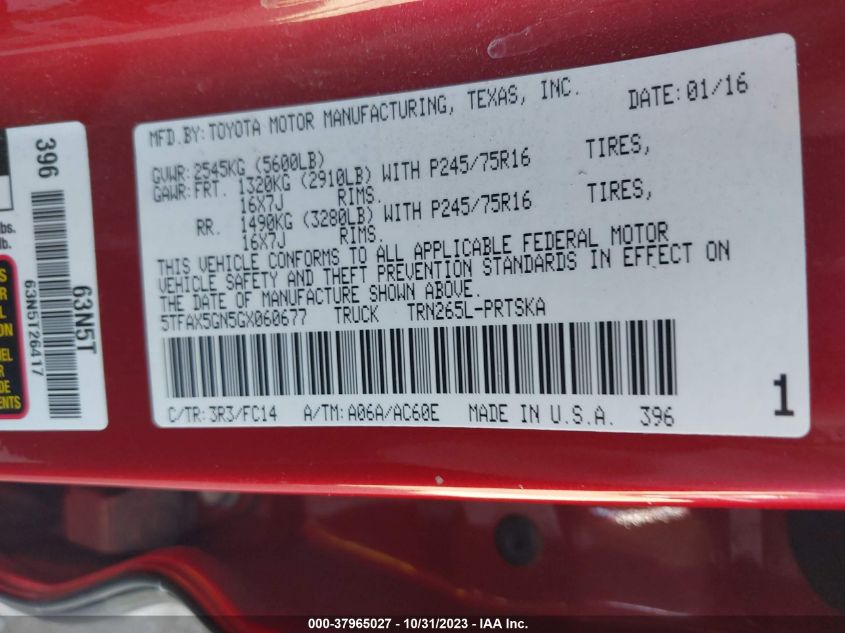 MFD.BY:TOYOTA MOTOR MANUFACTURING, TEXAS, INC. DATE:01/16
GVWR:2545KG (5600LB)
GAWR:FRT. 1320KG (2910LB) WITH P245/75R16 TIRES,
16X7J RIMS.
RR. 1490KG (3280LB) WITH P245/75R16 TIRES,
16X7J RIMS.
THIS VEHICLE CONFORMS TO ALL APPLICABLE FEDERAL MOTOR
VEHICLE SAFETY AND THEFT PREVENTION STANDARDS IN EFFECT ON
THE DATE OF MANUFACTURE SHOWN ABOVE.
5TFAX5GN5GX060677 TRUCK TRN265L-PRTSKA
C/TR:3R3/FC14 A/TM:A06A/AC60E MADE IN U.S.A. 396
1
396
63N5T
63N5T26417
lbs.
lb.
000-37965027 - 10/31/2023 - IAA Inc.